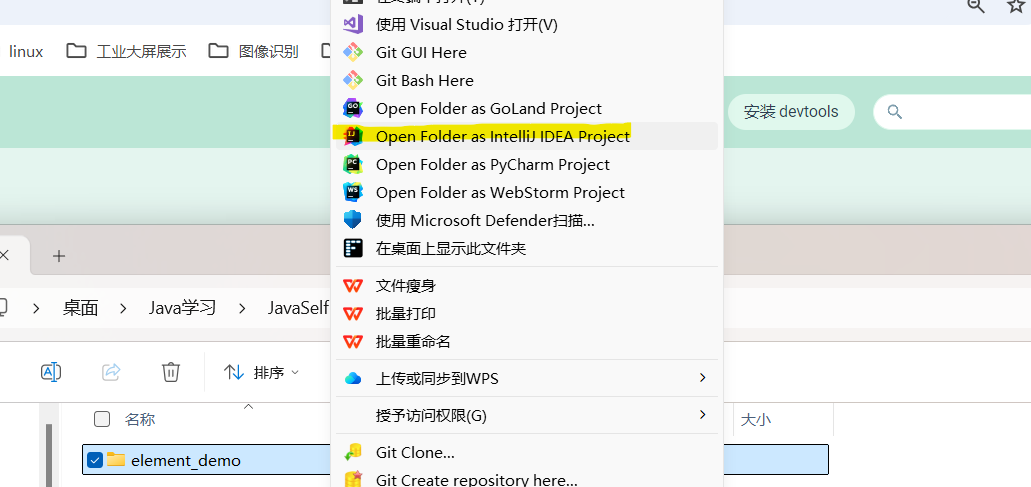 使用 Visual Studio 打开(V)
linux
工业大屏展示
图像识别
Git GUI Here
Git Bash Here
Open Folder as GoLand Project
安装 devtools
Open Folder as IntelliJ IDEA Project
Open Folder as PyCharm Project
Open Folder as WebStorm Project
使用 Microsoft Defender扫描...
在桌面上显示此文件夹
文件瘦身
桌面
Java学习
JavaSelf
批量打印
批量重命名
排序
上传或同步到WPS
授予访问权限(G)
名称
大小
Git Clone...
element_demo
Git Create repository here...